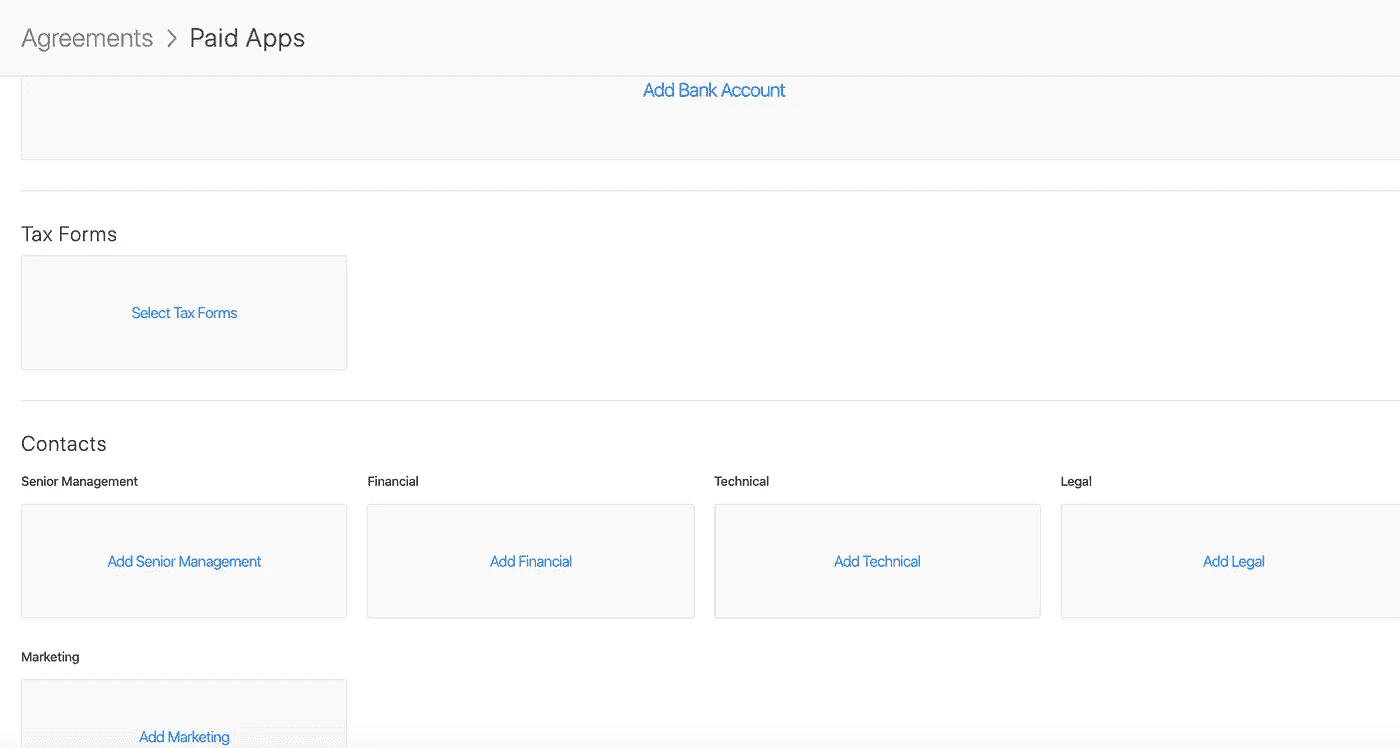 Agreements > Paid Apps
Add Bank Account
Tax Forms
Select Tax Forms
Contacts
Senior Management Financial Technical Legal
Add Senior Management Add Financial Add Technical Add Legal
Marketing
Add Marketing